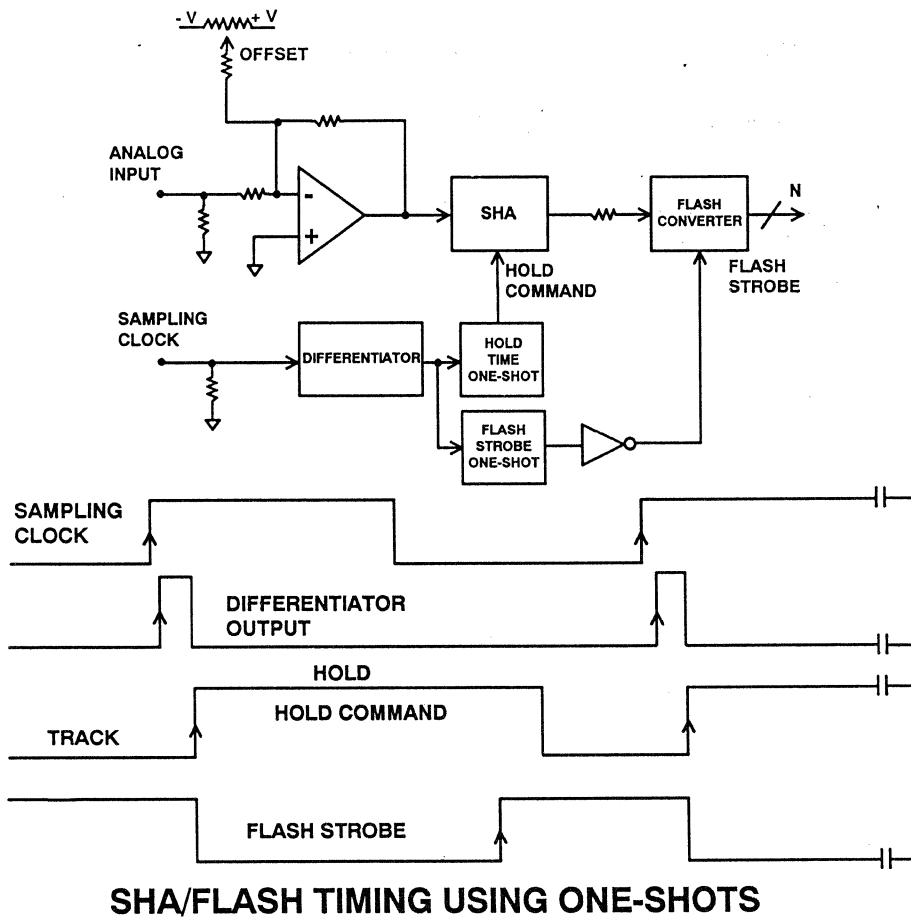 - V
+ V
OFFSET
ANALOG
INPUT
-
+
SHA
FLASH
CONVERTER
N
HOLD
COMMAND
FLASH
STROBE
SAMPLING
CLOCK
DIFFERENTIATOR
HOLD
TIME
ONE-SHOT
FLASH
STROBE
ONE-SHOT
SAMPLING
CLOCK
DIFFERENTIATOR
OUTPUT
HOLD
HOLD COMMAND
TRACK
FLASH STROBE
SHA/FLASH TIMING USING ONE-SHOTS